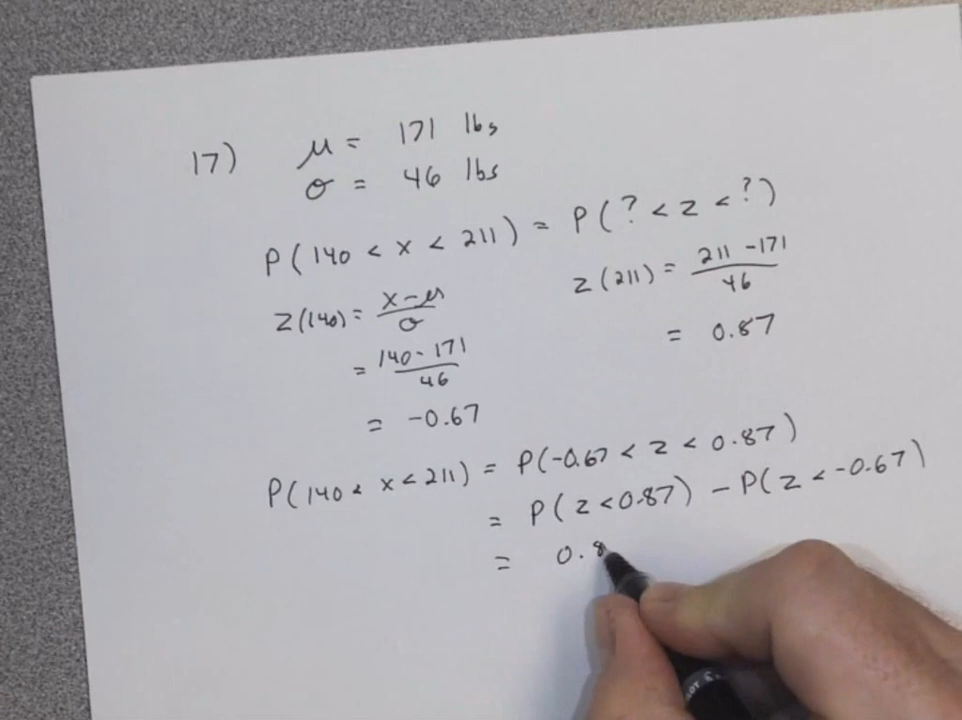 17) μ = 171 lbs
σ = 46 lbs
P(140 < x < 211) = P(? < z < ?)
z(140) = x-μ/σ z(211) = 211-171/46
= 140-171/46 = 0.87
= -0.67
P(140 < x < 211) = P(-0.67 < z < 0.87)
= P(z < 0.87) - P(z < -0.67)
= 0.8